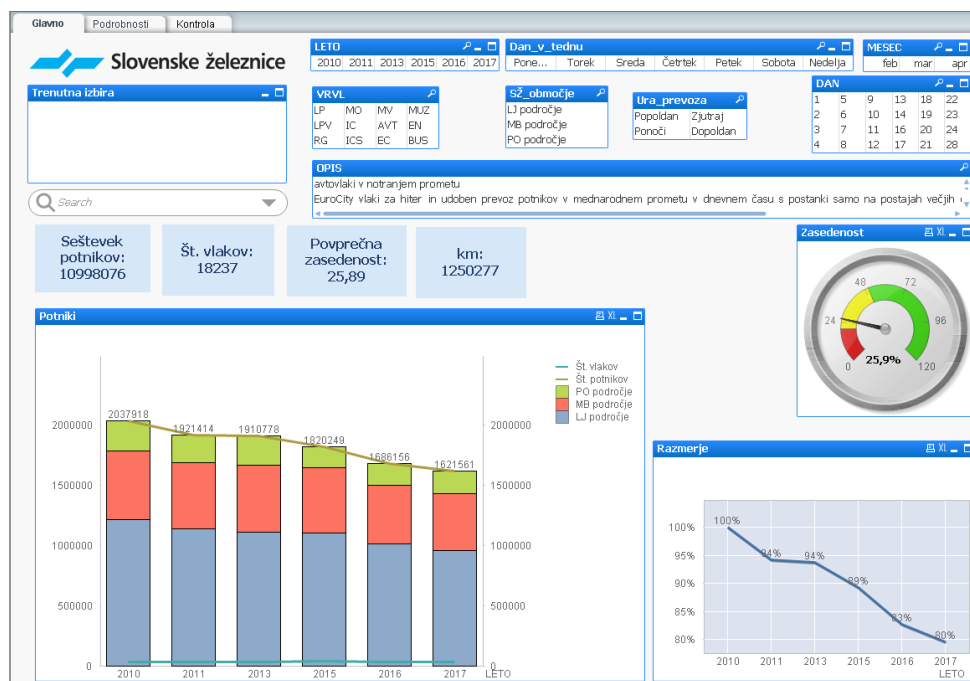 Glavno Podrobnosti Kontrola
Slovenske železnice
LETO
2010 2011 2013 2015 2016 2017
Dan_v_tednu
Pone... Torek Sreda Četrtek Petek Sobota Nedelja
MESEC
feb mar apr
Trenutna izbira
VRVL
LP MO MV MUZ
LPV IC AVT EN
RG ICS EC BUS
SŽ_območje
LJ področje
MB področje
PO področje
Ura_prevoza
Popoldan Zjutraj
Ponoči Dopoldan
DAN
1 5 9 13 18 22
2 6 10 14 19 23
3 7 11 16 20 24
4 8 12 17 21 28
OPIS
avtovlaki v notranjem prometu
EuroCity vlaki za hiter in udoben prevoz potnikov v mednarodnem prometu v dnevnem času s postanki samo na postajah večjih
Search
Seštevek
potnikov:
10998076
Št. vlakov:
18237
Povprečna
zasedenost:
25,89
km:
1250277
Zasedenost XL
0 24 48 72 96 120
25,9%
Potniki XL
Št. vlakov
Št. potnikov
PO področje
MB področje
LJ področje
2037918 1921414 1910778 1820249 1686156 1621561
2000000 2000000
1500000 1500000
1000000 1000000
500000 500000
0 0
2010 2011 2013 2015 2016 2017 LETO
Razmerje XL
100% 94% 94% 89% 83% 80%
100%
95%
90%
85%
80%
2010 2011 2013 2015 2016 2017
LETO